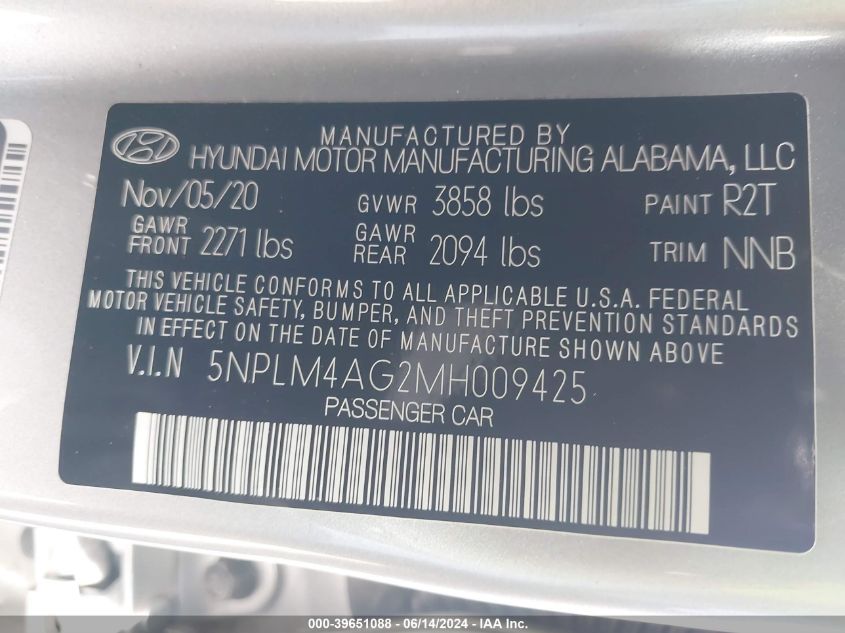 MANUFACTURED BY
HYUNDAI MOTOR MANUFACTURING ALABAMA, LLC
Nov/05/20 GVWR 3858 lbs PAINT R2T
GAWR FRONT 2271 lbs GAWR REAR 2094 lbs TRIM NNB
THIS VEHICLE CONFORMS TO ALL APPLICABLE U.S.A. FEDERAL
MOTOR VEHICLE SAFETY, BUMPER, AND THEFT PREVENTION STANDARDS
IN EFFECT ON THE DATE OF MANUFACTURE SHOWN ABOVE
V.I.N 5NPLM4AG2MH009425
PASSENGER CAR
000-39651088 - 06/14/2024 - IAA Inc.